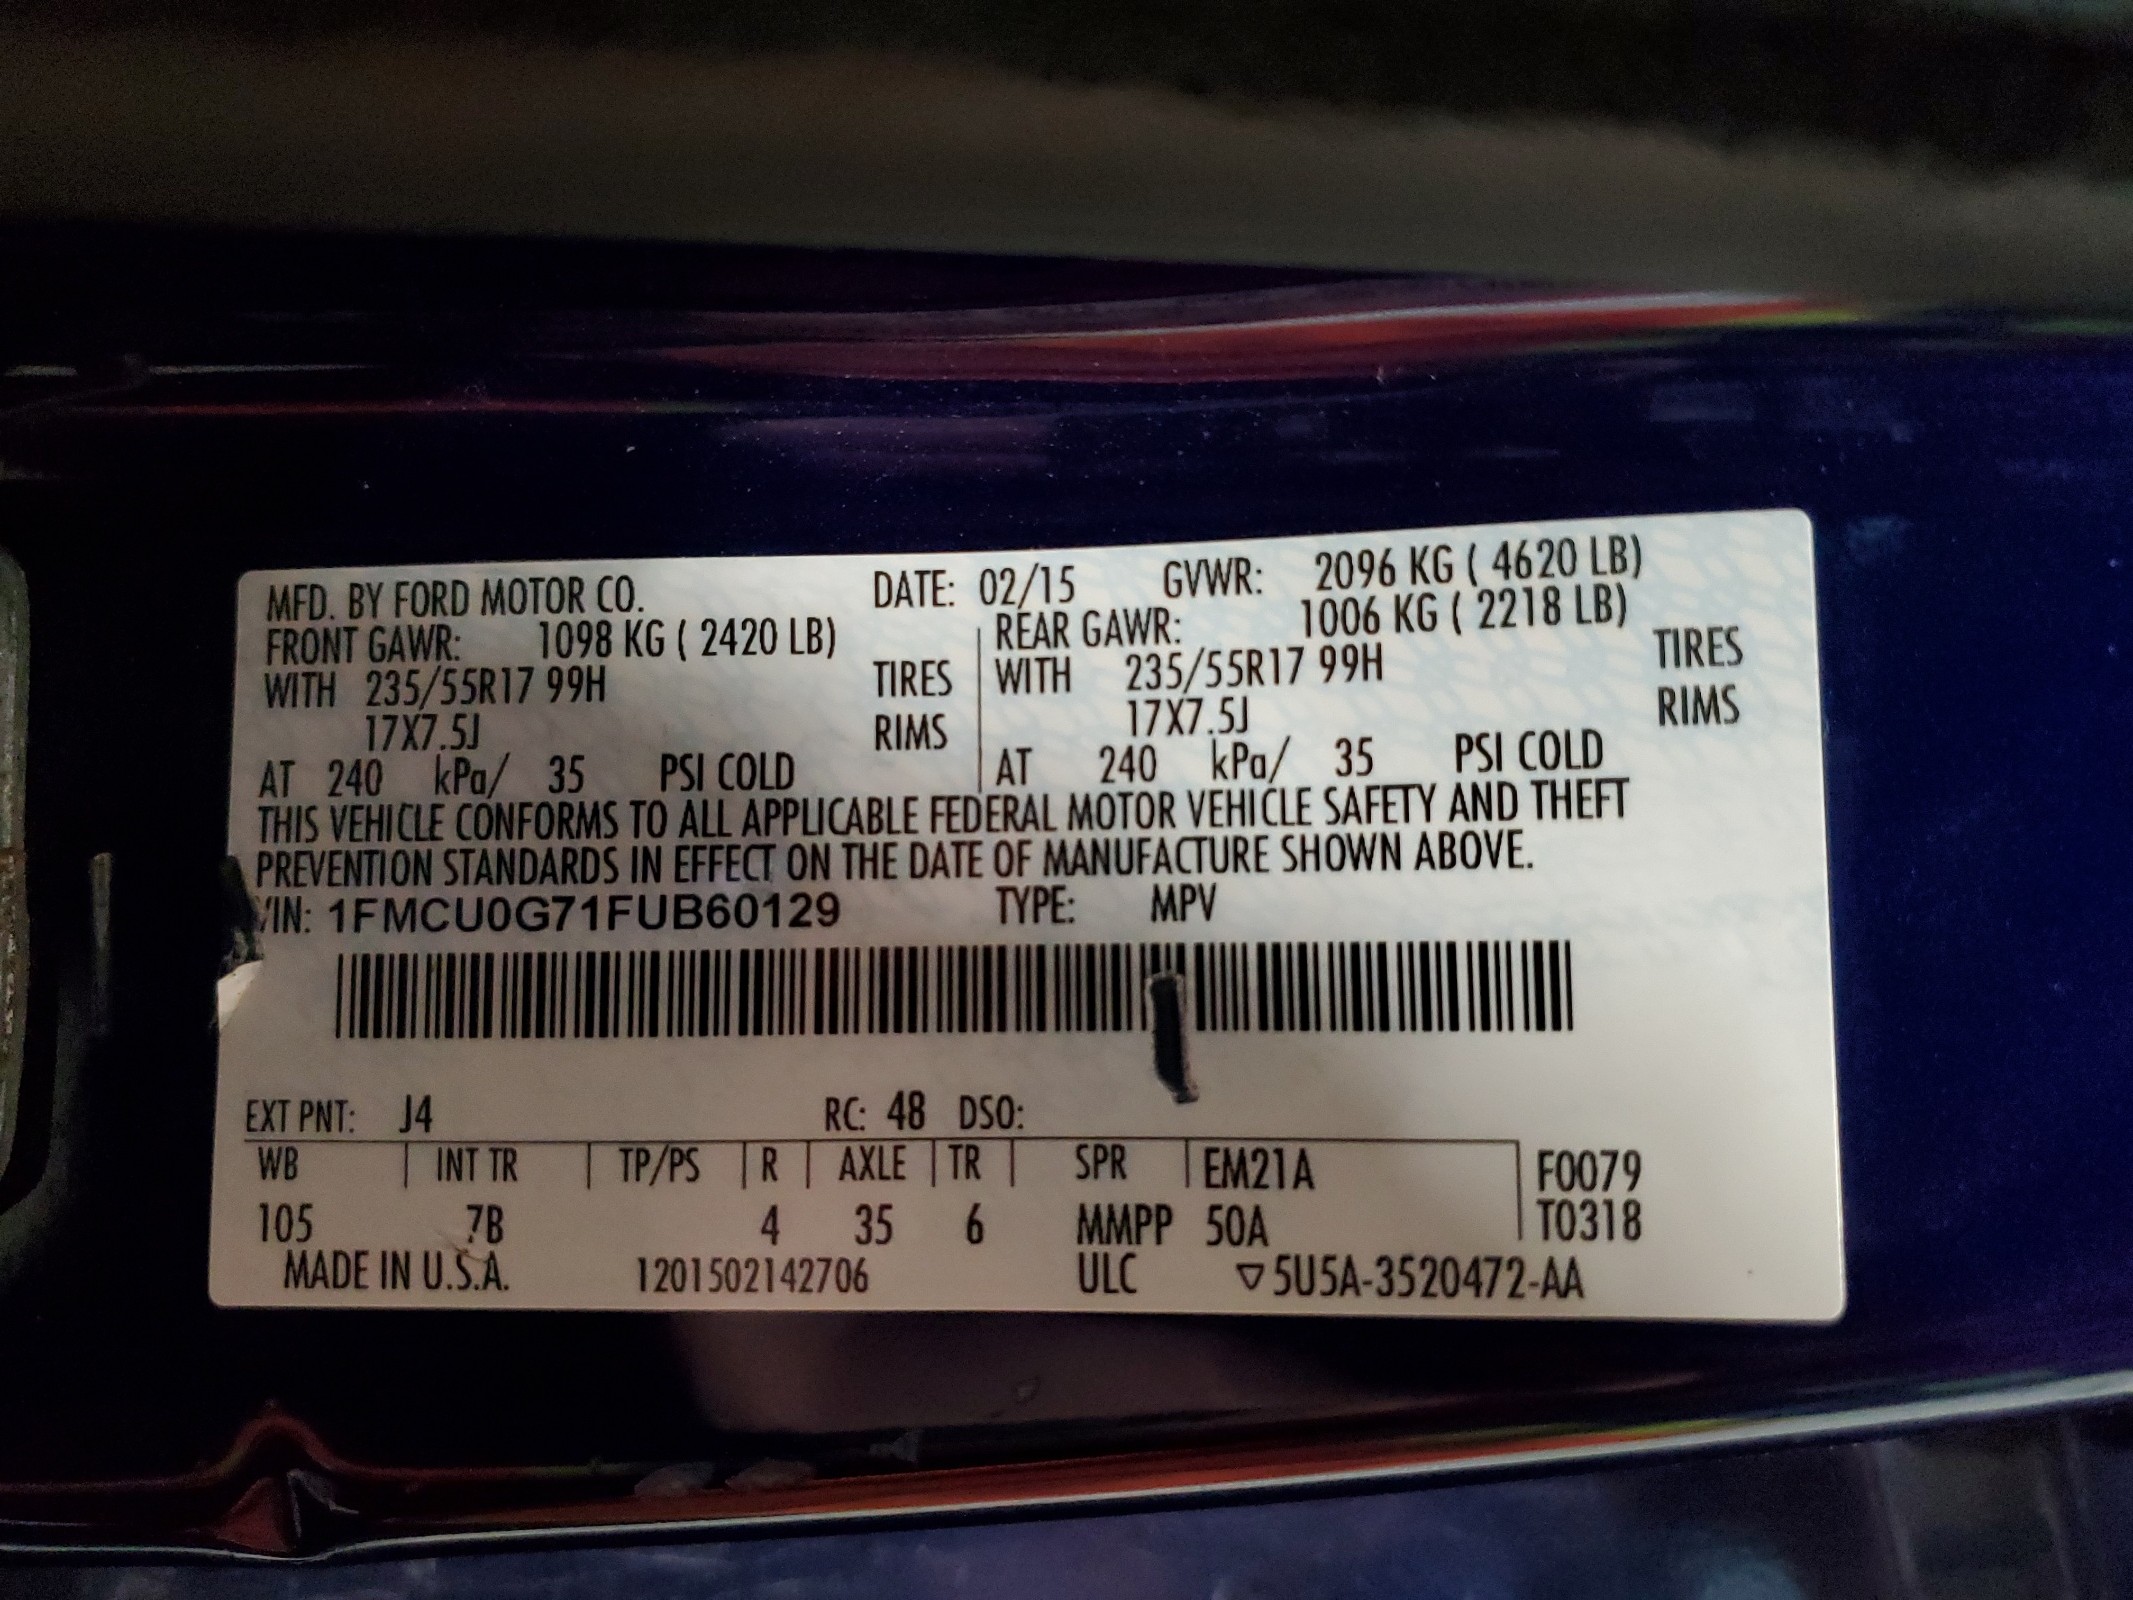 MFD. BY FORD MOTOR CO. DATE: 02/15 GVWR: 2096 KG ( 4620 LB)
FRONT GAWR: 1098 KG ( 2420 LB) REAR GAWR: 1006 KG ( 2218 LB)
WITH 235/55R17 99H TIRES WITH 235/55R17 99H TIRES
17X7.5J RIMS 17X7.5J RIMS
AT 240 kPa/ 35 PSI COLD AT 240 kPa/ 35 PSI COLD
THIS VEHICLE CONFORMS TO ALL APPLICABLE FEDERAL MOTOR VEHICLE SAFETY AND THEFT
PREVENTION STANDARDS IN EFFECT ON THE DATE OF MANUFACTURE SHOWN ABOVE.
VIN: 1FMCU0G71FUB60129 TYPE: MPV
EXT PNT: J4 RC: 48 DSO:
WB INT TR TP/PS R AXLE TR SPR EM21A F0079
105 7B 4 35 6 MMPP 50A T0318
MADE IN U.S.A. 1201502142706 ULC ▽5U5A-3520472-AA